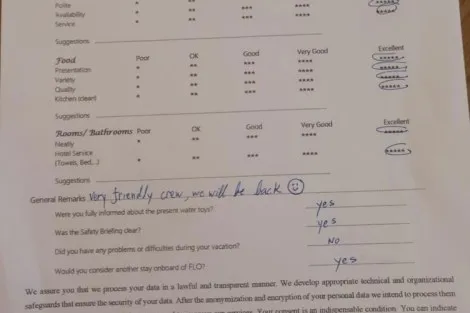 Polite * ** *****
Availability * ** *** **** *****
Service * ** *** ****
Suggestions
Food Poor OK Good Very Good Excellent
Presentation * ** *** **** *****
Variety * ** *** **** *****
Quality * ** *** **** *****
Kitchen (clean) * ** *** **** *****
Suggestions
Rooms/ Bathrooms Poor OK Good Very Good Excellent
Neatly * ** *** **** *****
Hotel Service
(Towels, Bed,..) * ** *** **** *****
Suggestions
General Remarks Very friendly crew, we will be back ☺
Were you fully informed about the present water toys? yes
Was the Safety Briefing clear? yes
Did you have any problems or difficulties during your vacation? NO
Would you consider another stay onboard of FLO? yes
We assure you that we process your data in a lawful and transparent manner. We develop appropriate technical and organizational
safeguards that ensure the security of your data. After the anonymization and encryption of your personal data we intend to process them
Your consent is an indispensable condition. You can indicate